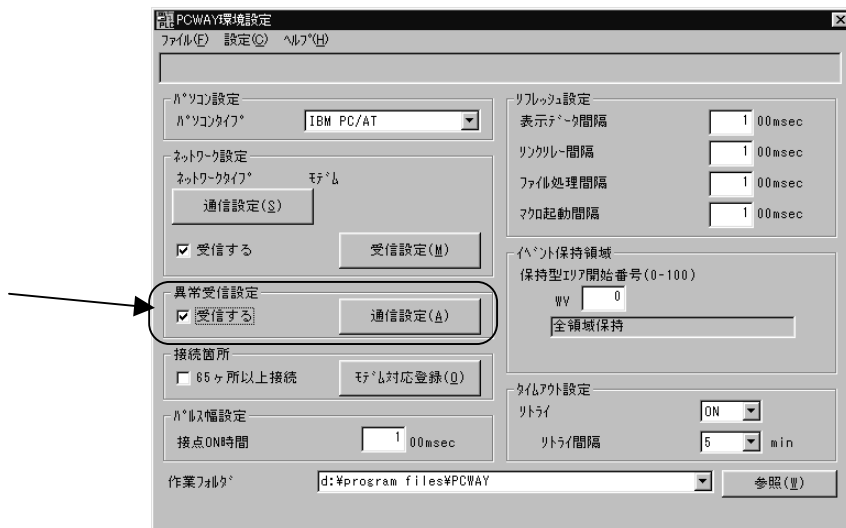 PCWAY環境設定
ﾌｧｲﾙ(F) 設定(C) ﾍﾙﾌﾟ(H)
ﾊﾟｿｺﾝ設定
ﾊﾟｿｺﾝﾀｲﾌﾟ IBM PC/AT
ﾈｯﾄﾜｰｸ設定
ﾈｯﾄﾜｰｸﾀｲﾌﾟ ﾓﾃﾞﾑ
通信設定(S)
受信する 受信設定(M)
異常受信設定
受信する 通信設定(A)
接続箇所
65ヶ所以上接続 ﾓﾃﾞﾑ対応登録(O)
ﾊﾟﾙｽ幅設定
接点ON時間 1 00msec
ﾘﾌﾚｯｼｭ設定
表示ﾃﾞｰﾀ間隔 1 00msec
ﾘﾝｸﾘﾚｰ間隔 1 00msec
ﾌｧｲﾙ処理間隔 1 00msec
ﾏｸﾛ起動間隔 1 00msec
ｲﾍﾞﾝﾄ保持領域
保持型ｴﾘｱ開始番号(0-100)
WV 0
全領域保持
ﾀｲﾑｱｳﾄ設定
ﾘﾄﾗｲ ON
ﾘﾄﾗｲ間隔 5 min
作業ﾌｫﾙﾀﾞ d:¥program files¥PCWAY 参照(W)